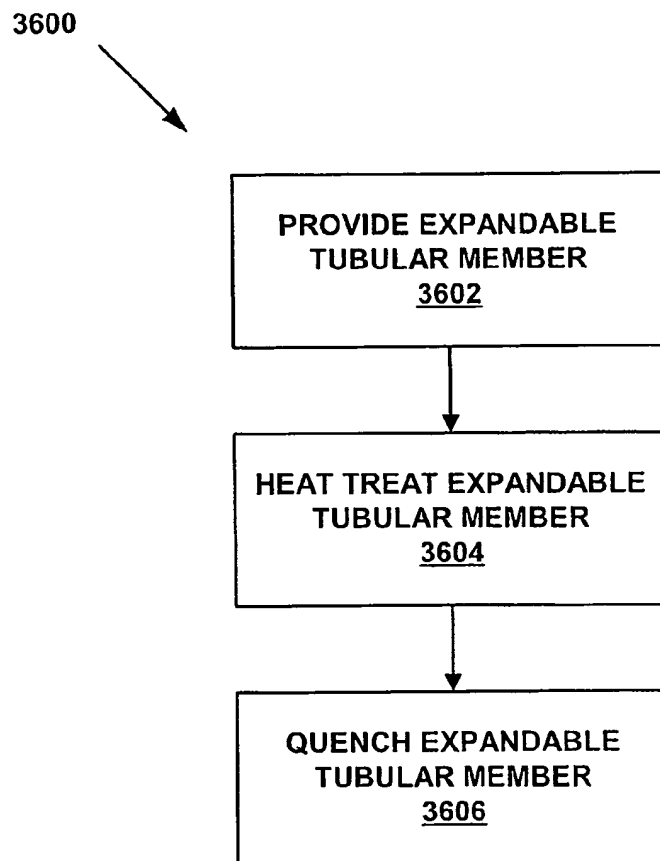 3600
PROVIDE EXPANDABLE
TUBULAR MEMBER
3602
HEAT TREAT EXPANDABLE
TUBULAR MEMBER
3604
QUENCH EXPANDABLE
TUBULAR MEMBER
3606